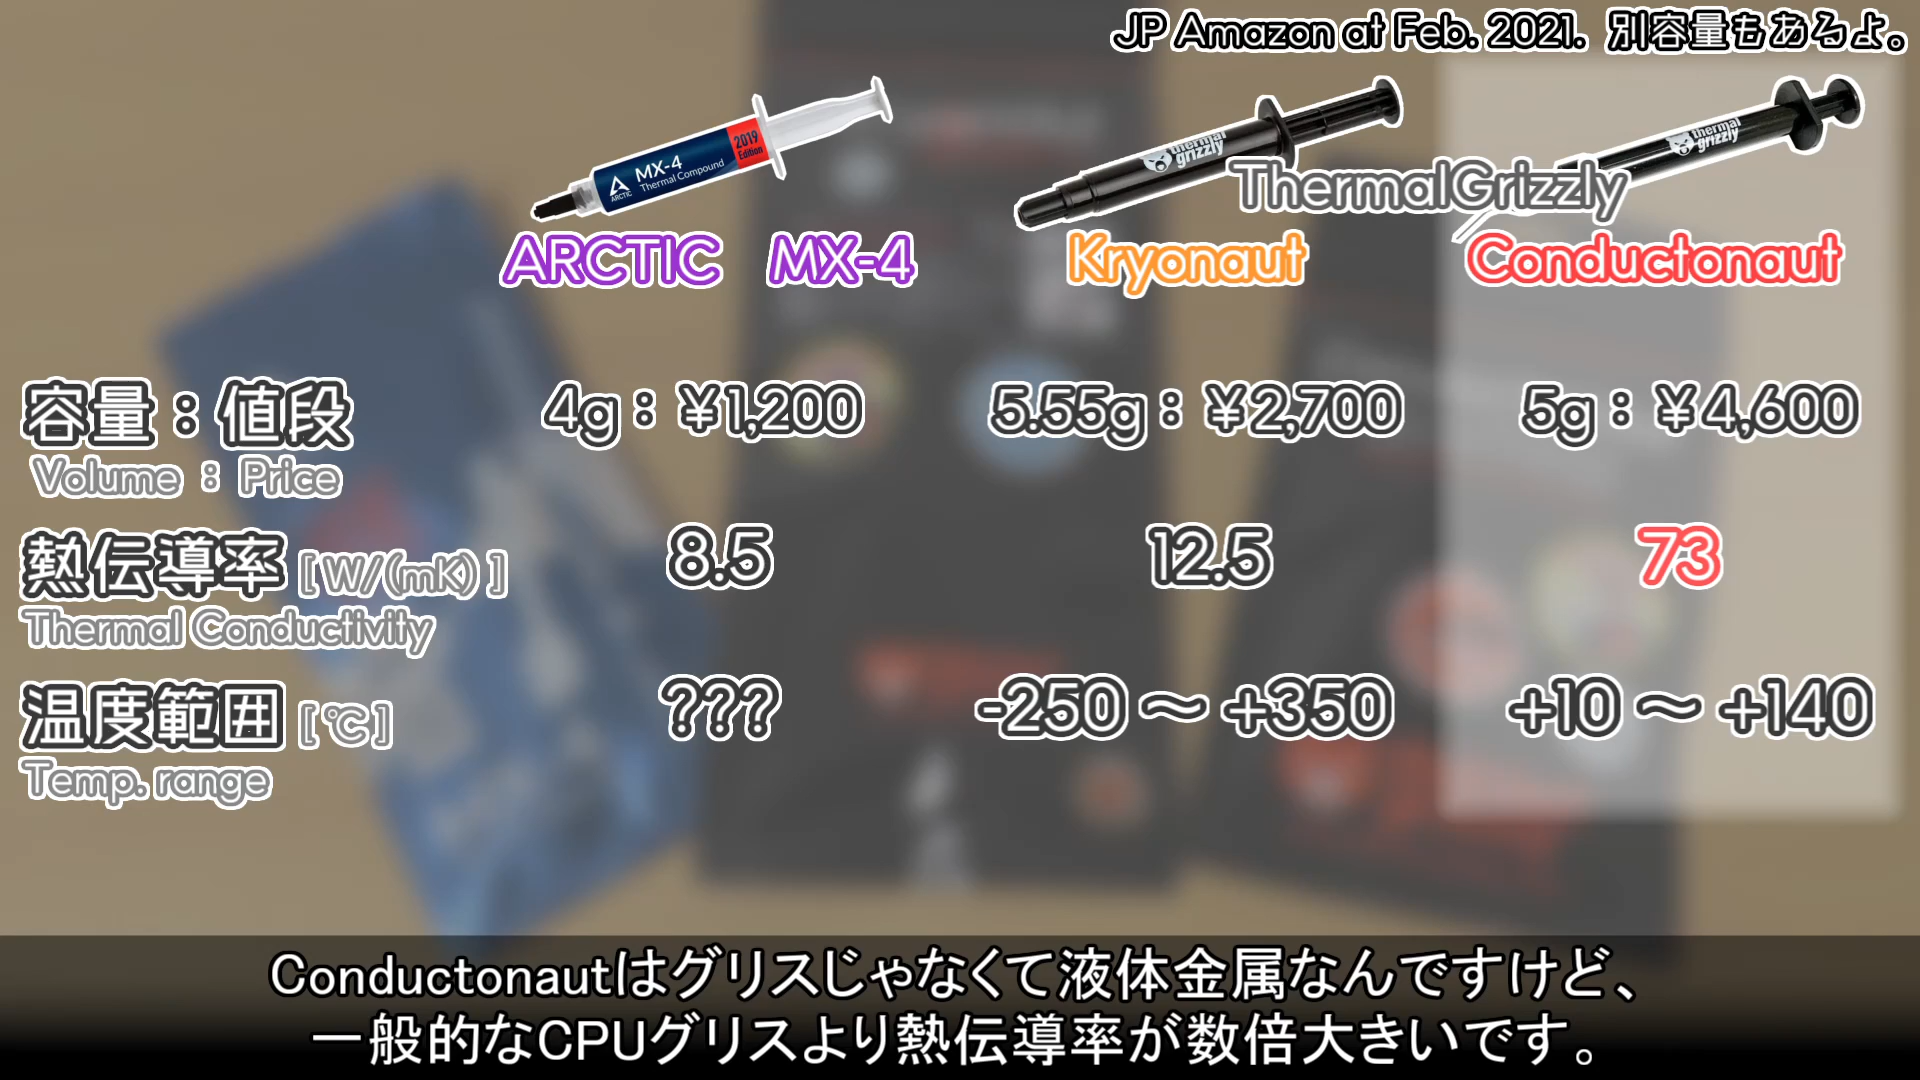 JP Amazon at Feb. 2021. 別容量もあるよ。
2019
Edition
ARCTIC
MX-4
Thermal Compound
thermal
grizzly
thermal
grizzly
ThermalGrizzly
ARCTIC MX-4
Kryonaut
Conductonaut
容量：値段
4g：¥1,200
5.55g：¥2,700
5g：¥4,600
Volume : Price
熱伝導率 [W/(mK)]
8.5
12.5
73
Thermal Conductivity
温度範囲 [℃]
???
-250～+350
+10～+140
Temp. range
Conductonautはグリスじゃなくて液体金属なんですけど、
一般的なCPUグリスより熱伝導率が数倍大きいです。